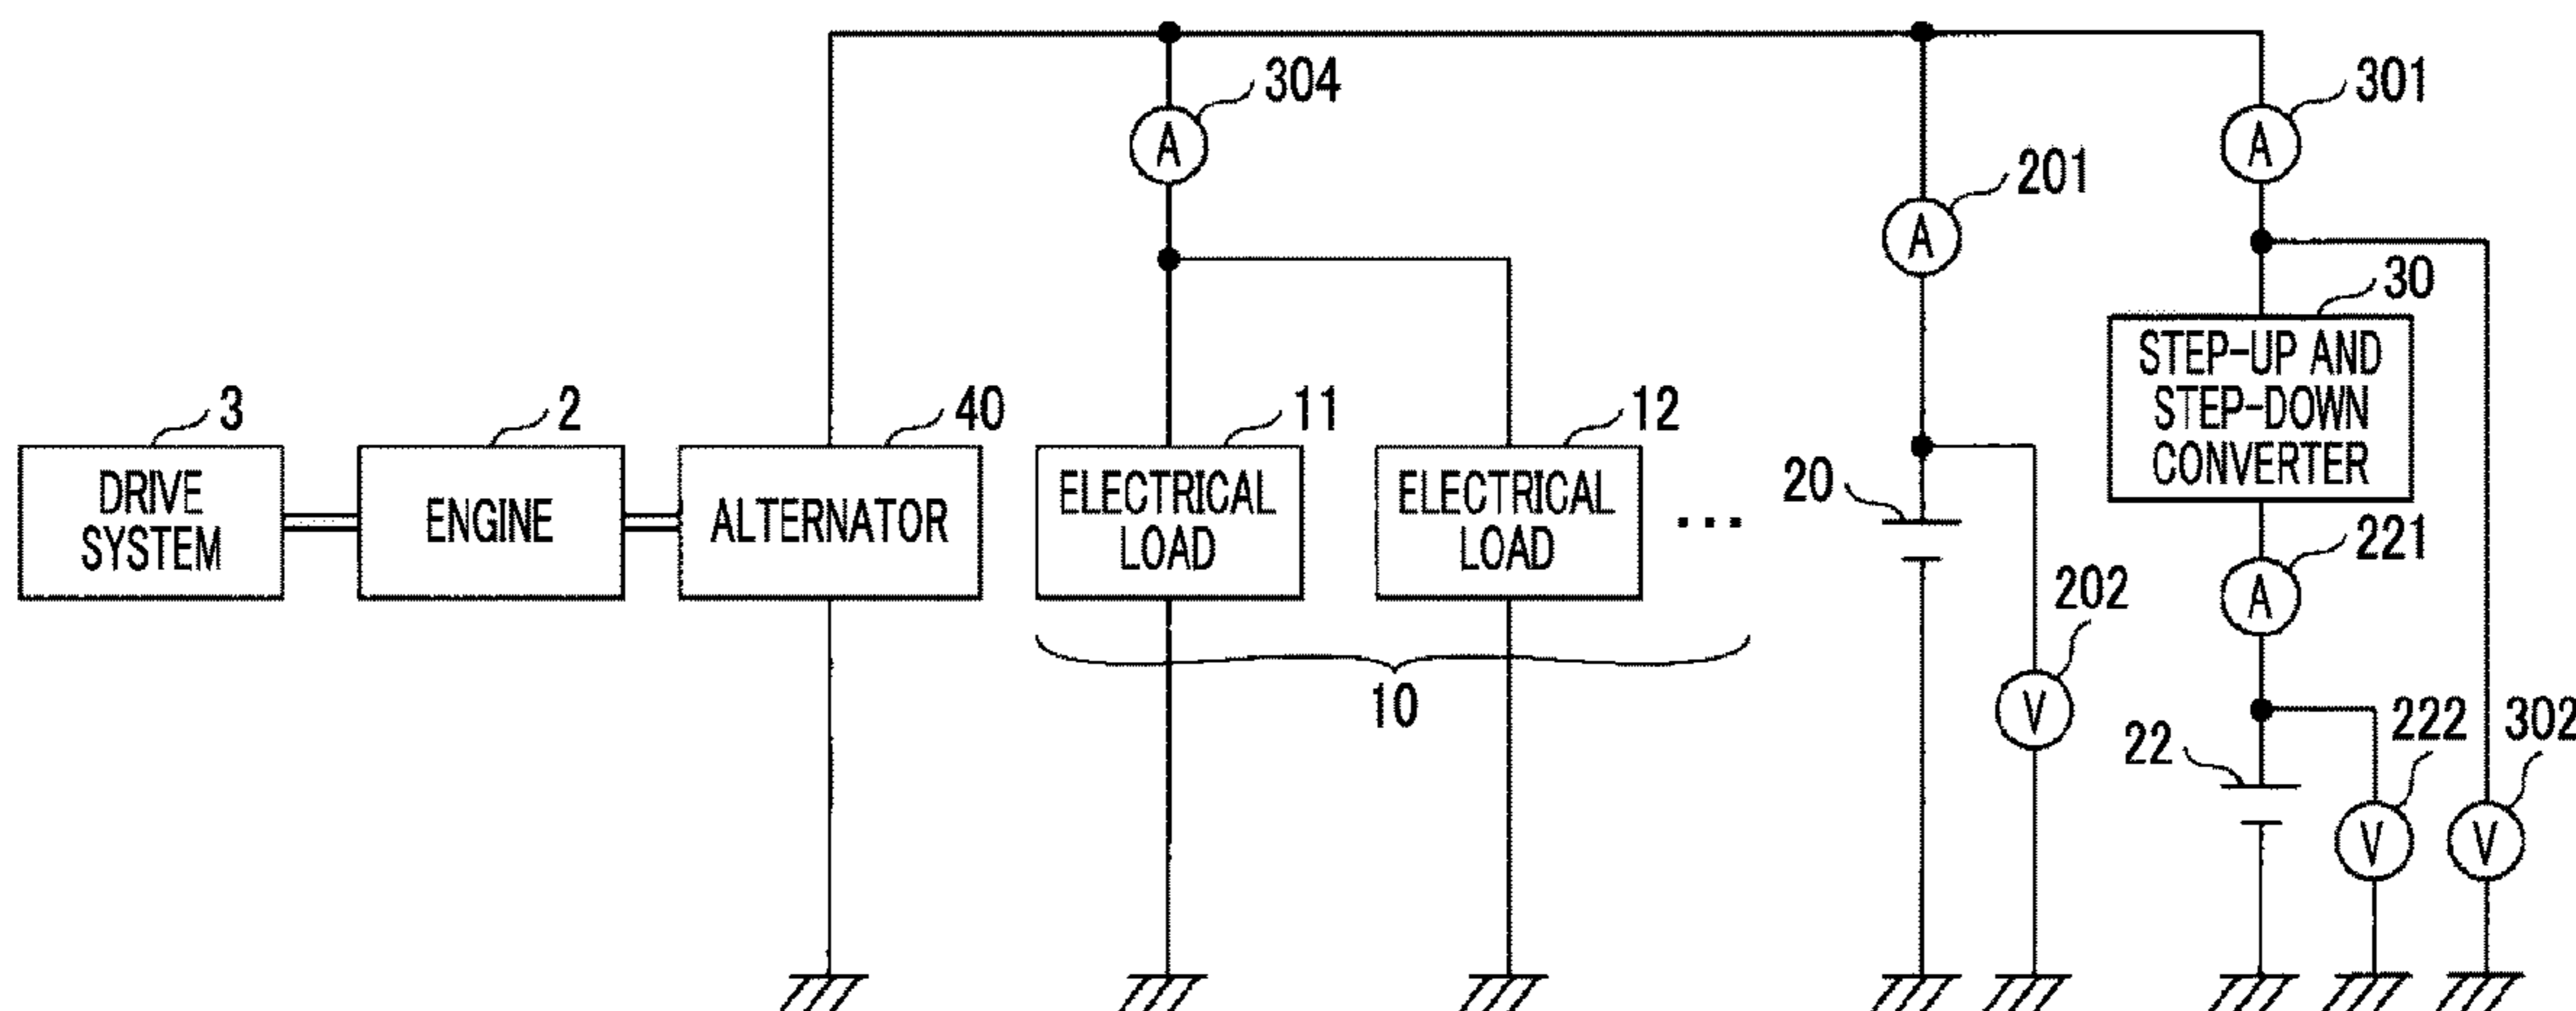 304
A
301
A
201
A
30
STEP-UP AND
STEP-DOWN
CONVERTER
3
DRIVE
SYSTEM
2
ENGINE
40
ALTERNATOR
11
ELECTRICAL
LOAD
12
ELECTRICAL
LOAD
...
20
221
A
202
V
10
22
222
V
302
V